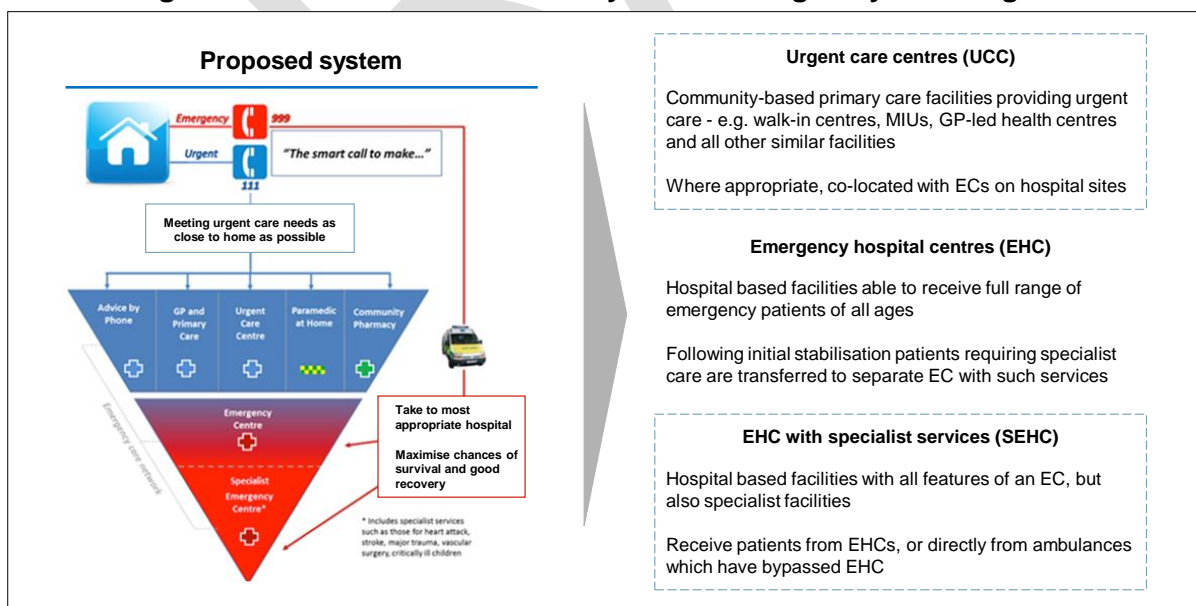 Proposed system
Emergency
999
Urgent
111
"The smart call to make..."
Meeting urgent care needs as
close to home as possible
Advice by
Phone
GP and
Primary
Care
Urgent
Care
Centre
Paramedic
at Home
Community
Pharmacy
Emergency care network
Emergency
Centre
Specialist
Emergency
Centre*
Take to most
appropriate hospital
Maximise chances of
survival and good
recovery
* Includes specialist services
such as those for heart attack,
stroke, major trauma, vascular
surgery, critically ill children
Urgent care centres (UCC)
Community-based primary care facilities providing urgent
care - e.g. walk-in centres, MIUs, GP-led health centres
and all other similar facilities
Where appropriate, co-located with ECs on hospital sites
Emergency hospital centres (EHC)
Hospital based facilities able to receive full range of
emergency patients of all ages
Following initial stabilisation patients requiring specialist
care are transferred to separate EC with such services
EHC with specialist services (SEHC)
Hospital based facilities with all features of an EC, but
also specialist facilities
Receive patients from EHCs, or directly from ambulances
which have bypassed EHC